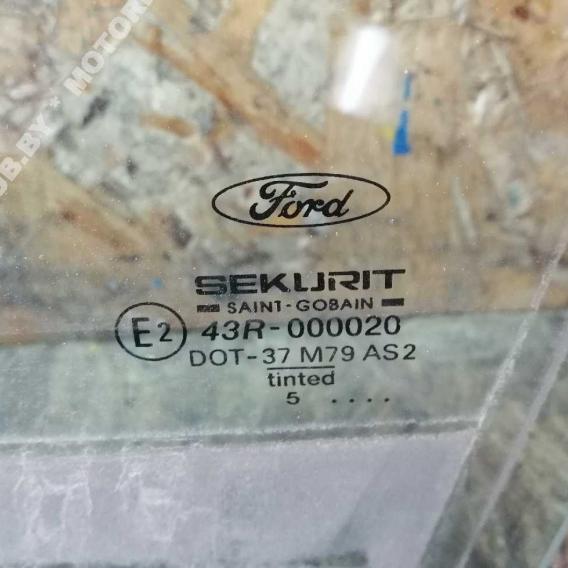 Ford
SEKURIT
SAINT-GOBAIN
E2 43R-000020
DOT-37 M79 AS2
tinted
5 ....